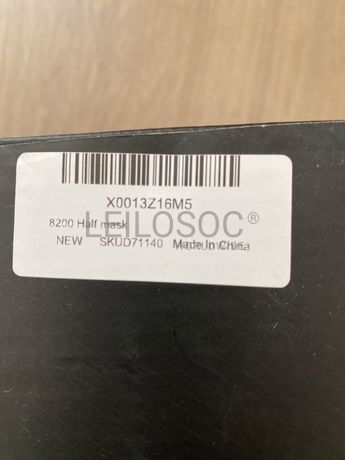 X0013Z16M5
LEILOSOC®
8200 Half mask
NEW SKUD71140 Made In China